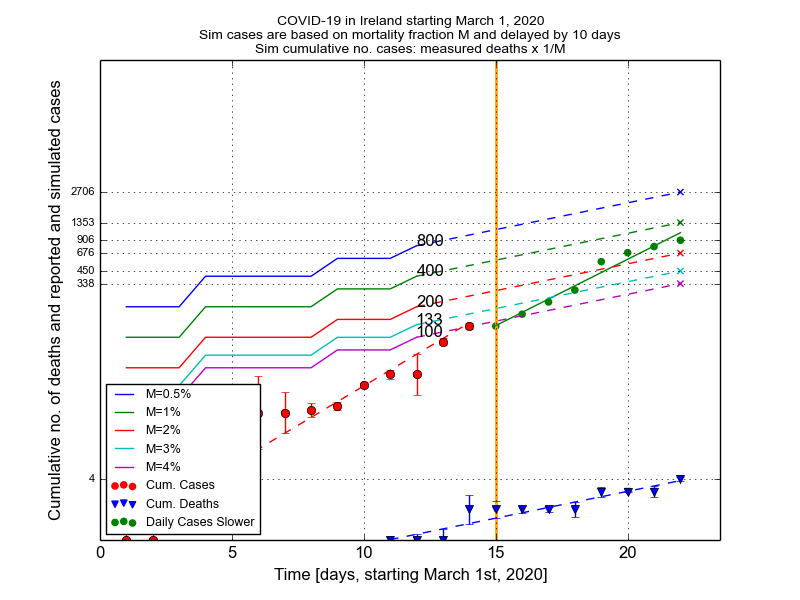 COVID-19 in Ireland starting March 1, 2020
Sim cases are based on mortality fraction M and delayed by 10 days
Sim cumulative no. cases: measured deaths x 1/M
Cumulative no. of deaths and reported and simulated cases
2706
1353
906
676
450
338
4
800
400
200
133
100
M=0.5%
M=1%
M=2%
M=3%
M=4%
Cum. Cases
Cum. Deaths
Daily Cases Slower
0 5 10 15 20
Time [days, starting March 1st, 2020]